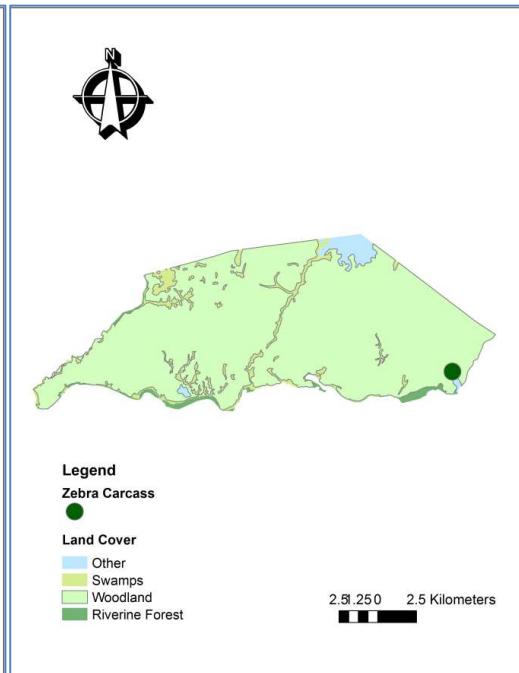 N
Legend
Zebra Carcass
Land Cover
Other
Swamps
Woodland
Riverine Forest
2.51.250 2.5 Kilometers